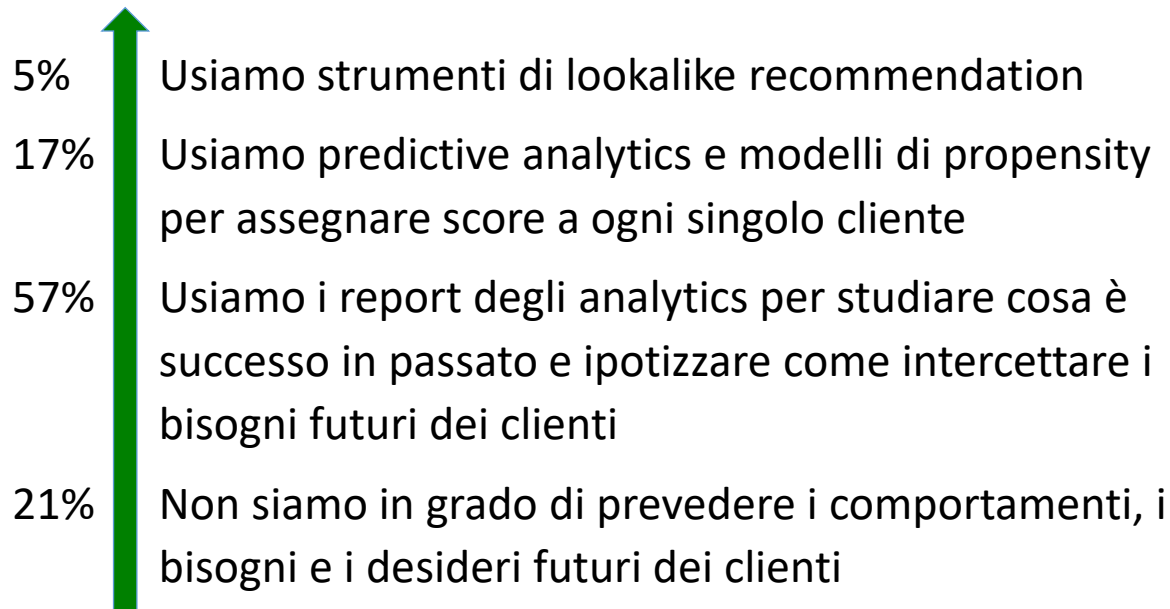 5% Usiamo strumenti di lookalike recommendation
17% Usiamo predictive analytics e modelli di propensity
per assegnare score a ogni singolo cliente
57% Usiamo i report degli analytics per studiare cosa è
successo in passato e ipotizzare come intercettare i
bisogni futuri dei clienti
21% Non siamo in grado di prevedere i comportamenti, i
bisogni e i desideri futuri dei clienti